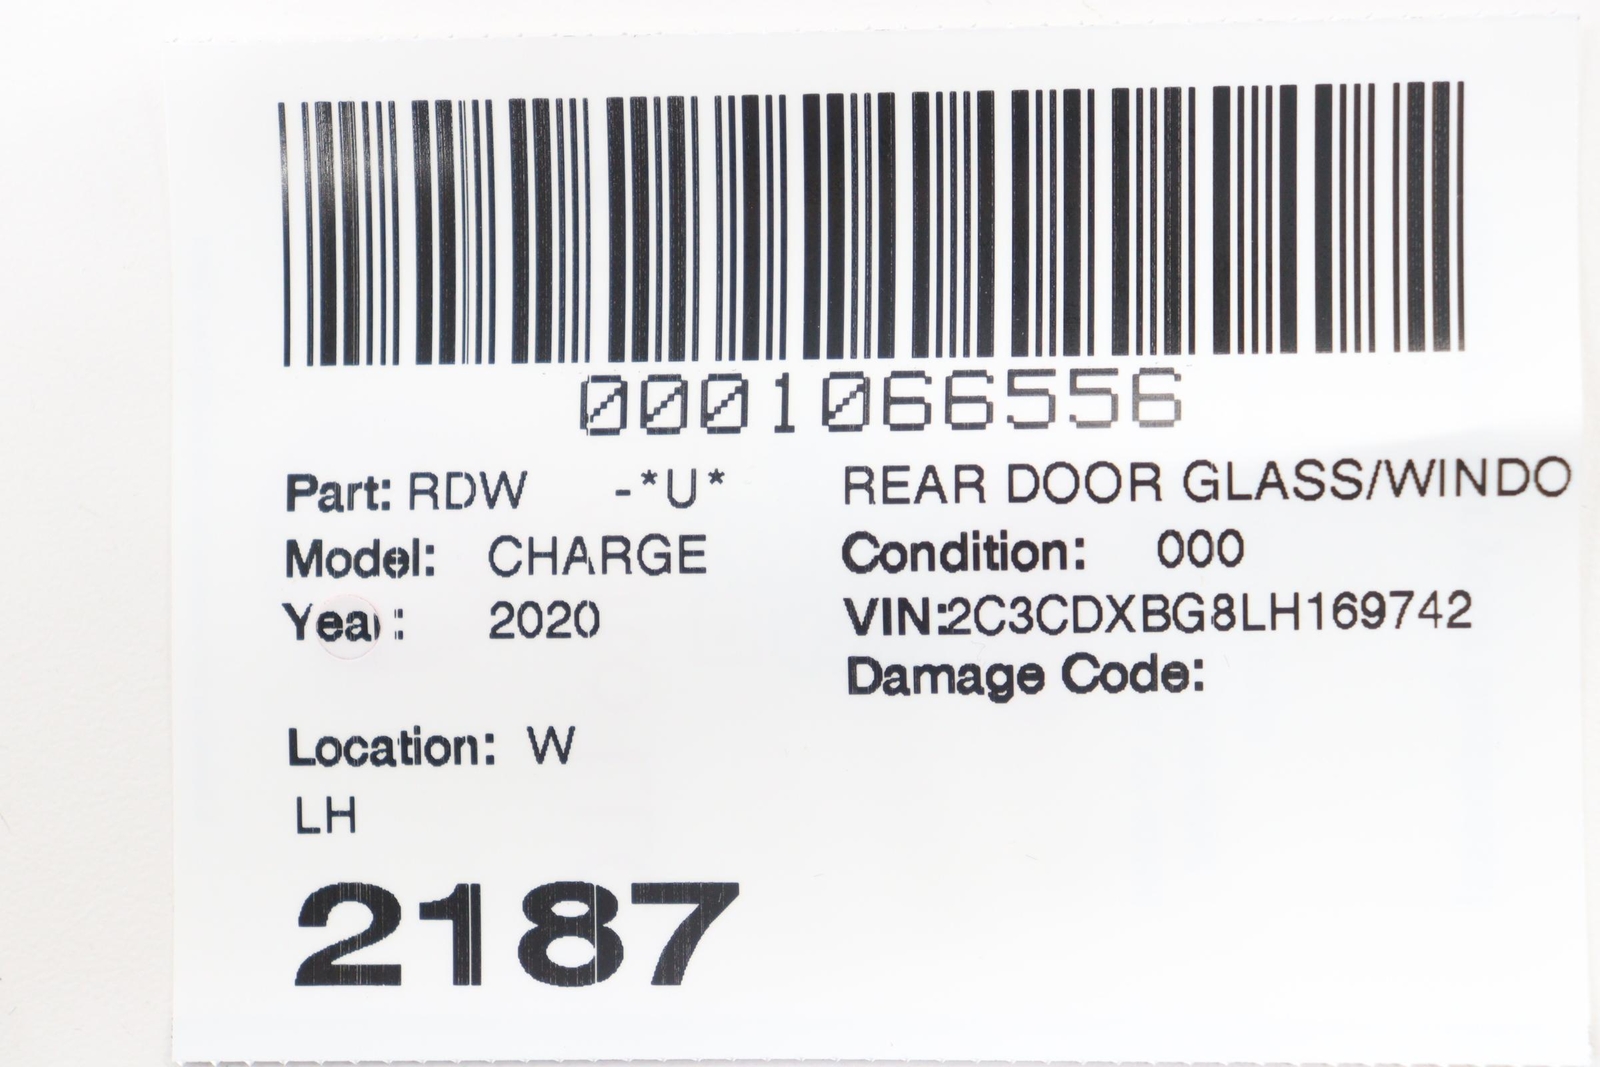 0001066556
Part: RDW -*U* REAR DOOR GLASS/WINDO
Model: CHARGE Condition: 000
Year: 2020 VIN:2C3CDXBG8LH169742
Damage Code:
Location: W
LH
2187